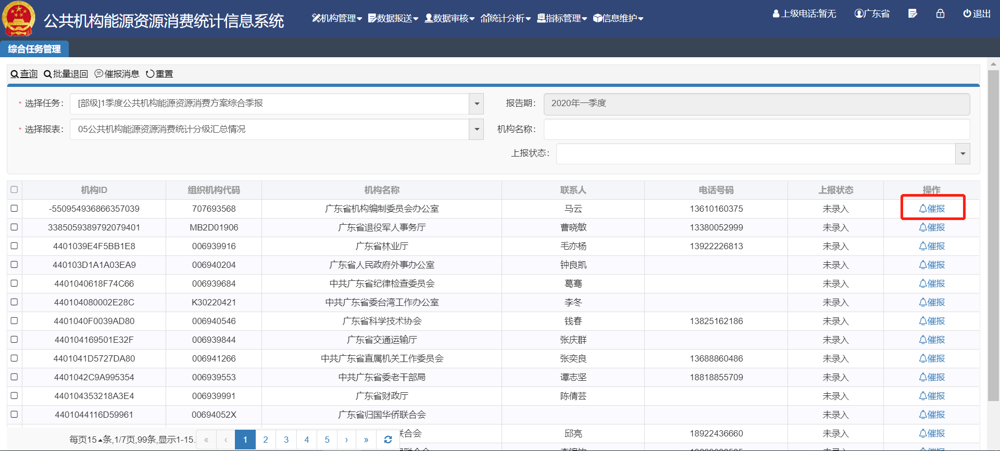 公共机构能源资源消费统计信息系统
机构管理 数据报送 数据审核 统计分析 指标管理 信息维护
上级电话:暂无 广东省 退出
综合任务管理
查询 批量退回 催报消息 重置
* 选择任务: [部级]1季度公共机构能源资源消费方案综合季报 报告期: 2020年一季度
* 选择报表: 05公共机构能源资源消费统计分级汇总情况 机构名称:
上报状态:
机构ID 组织机构代码 机构名称 联系人 电话号码 上报状态 操作
-550954936866357039 707693568 广东省机构编制委员会办公室 马云 13610160375 未录入 催报
3385059389792079401 MB2D01906 广东省退役军人事务厅 曹晓敏 13380052999 未录入 催报
4401039E4F5BB1E8 006939916 广东省林业厅 毛亦杨 13922226813 未录入 催报
440103D1A1A03EA9 006940204 广东省人民政府外事办公室 钟良凯 未录入 催报
4401040618F74C66 006939684 中共广东省纪律检查委员会 葛骞 未录入 催报
440104080002E28C K30220421 中共广东省委台湾工作办公室 李冬 未录入 催报
4401040F0039AD80 006940546 广东省科学技术协会 钱春 13825162186 未录入 催报
440104169501E32F 006939844 广东省交通运输厅 张庆群 未录入 催报
4401041D5727DA80 006941266 中共广东省直属机关工作委员会 张奕良 13688860486 未录入 催报
4401042C9A995354 006939553 中共广东省委老干部局 谭志坚 18818855709 未录入 催报
440104353218A3E4 006939991 广东省财政厅 陈倩芸 未录入 催报
4401044116D59961 00694052X 广东省归国华侨联合会 未录入 催报
联合会 邱亮 18922436660 未录入 催报
每页15条,1/7页,99条,显示1-15. « ‹ 1 2 3 4 5 › »